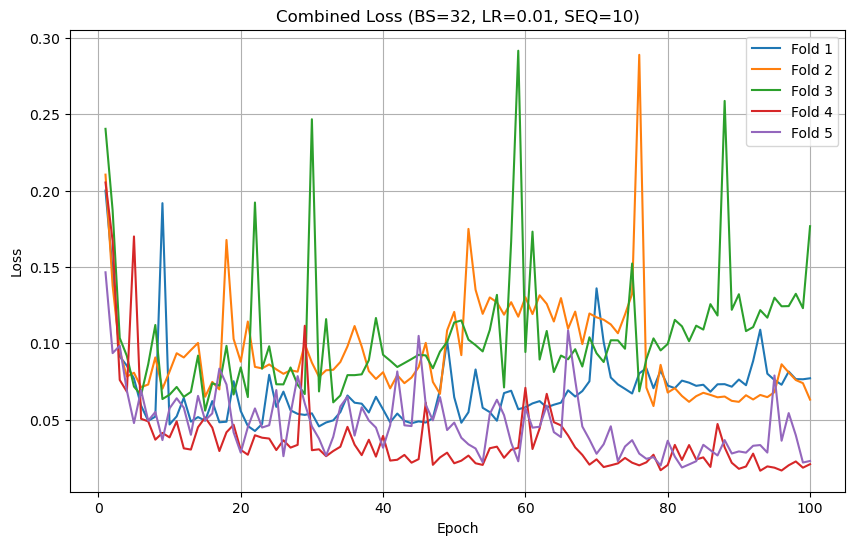 Combined Loss (BS=32, LR=0.01, SEQ=10)
0.30
0.25
0.20
0.15
0.10
0.05
Loss
0 20 40 60 80 100
Epoch
Fold 1
Fold 2
Fold 3
Fold 4
Fold 5